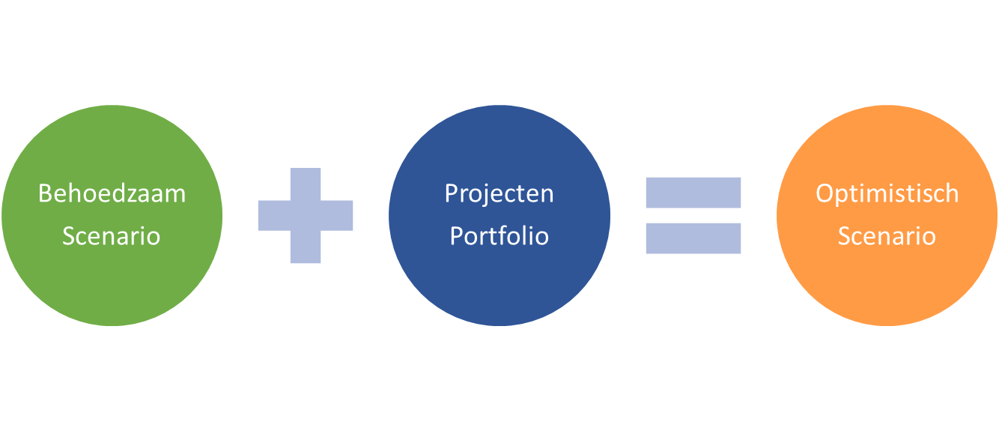 Behoedzaam
Scenario
Projecten
Portfolio
Optimistisch
Scenario